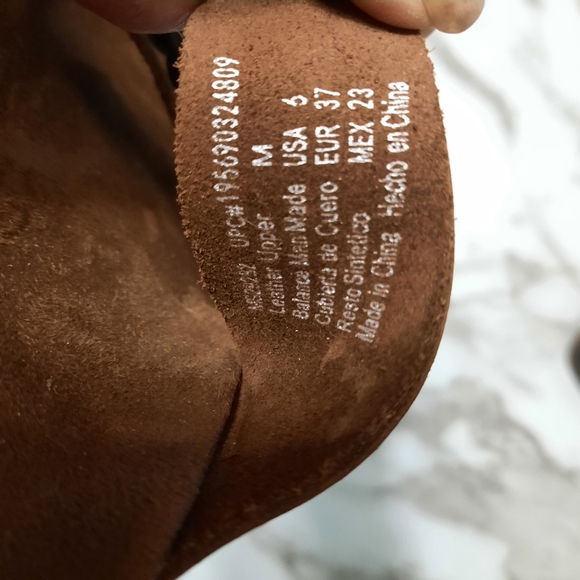 UPC#195690324809
Leather Upper M
Balance Man Made USA 6
Cubierta de Cuero EUR 37
Resto Sintetico MEX 23
Made in China Hecho en China